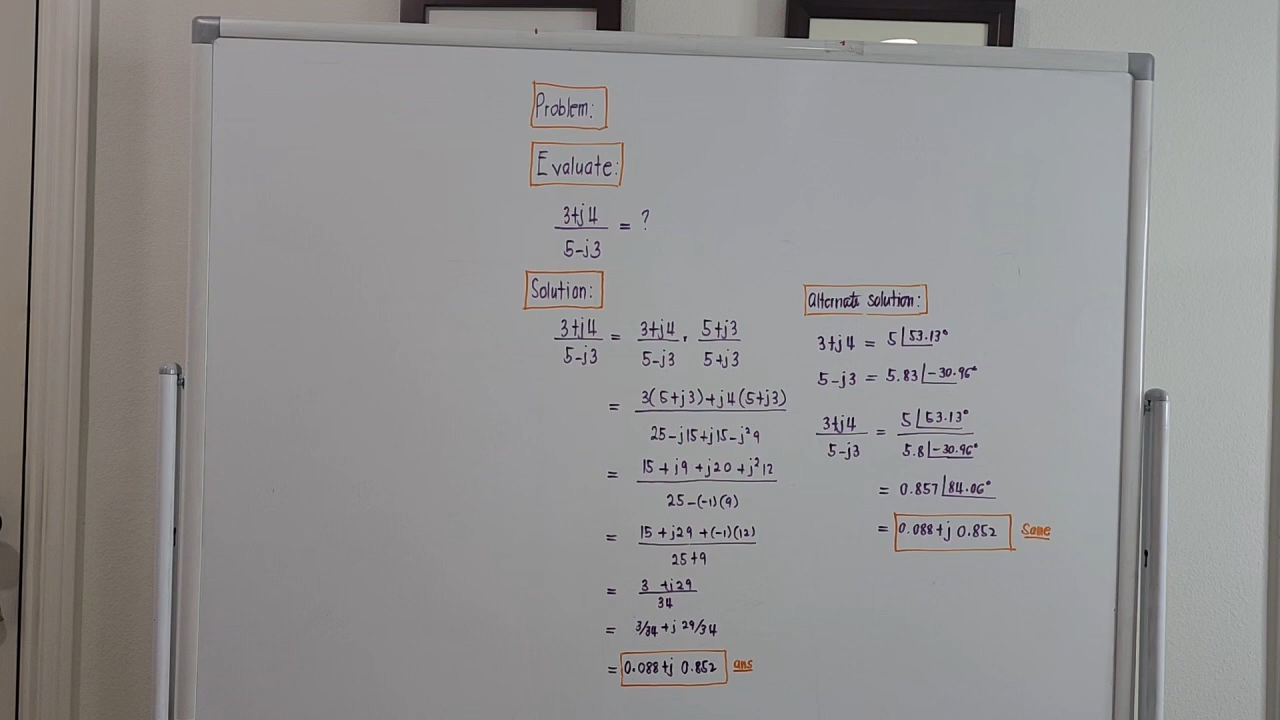 Problem:
Evaluate:
3+j4
5-j3
= ?
Solution:
3+j4 / 5-j3 = 3+j4 / 5-j3 . 5+j3 / 5+j3
= 3(5+j3)+j4(5+j3) / 25-j15+j15-j²9
= 15+j9+j20+j²12 / 25-(-1)(9)
= 15+j29+(-1)(12) / 25+9
= 3+j29 / 34
= 3/34+j 29/34
= 0.088+j 0.852 ans
Alternate solution:
3+j4 = 5∠53.13°
5-j3 = 5.83∠-30.96°
3+j4 / 5-j3 = 5∠53.13° / 5.8∠-30.96°
= 0.857∠84.06°
= 0.088+j 0.852 Same